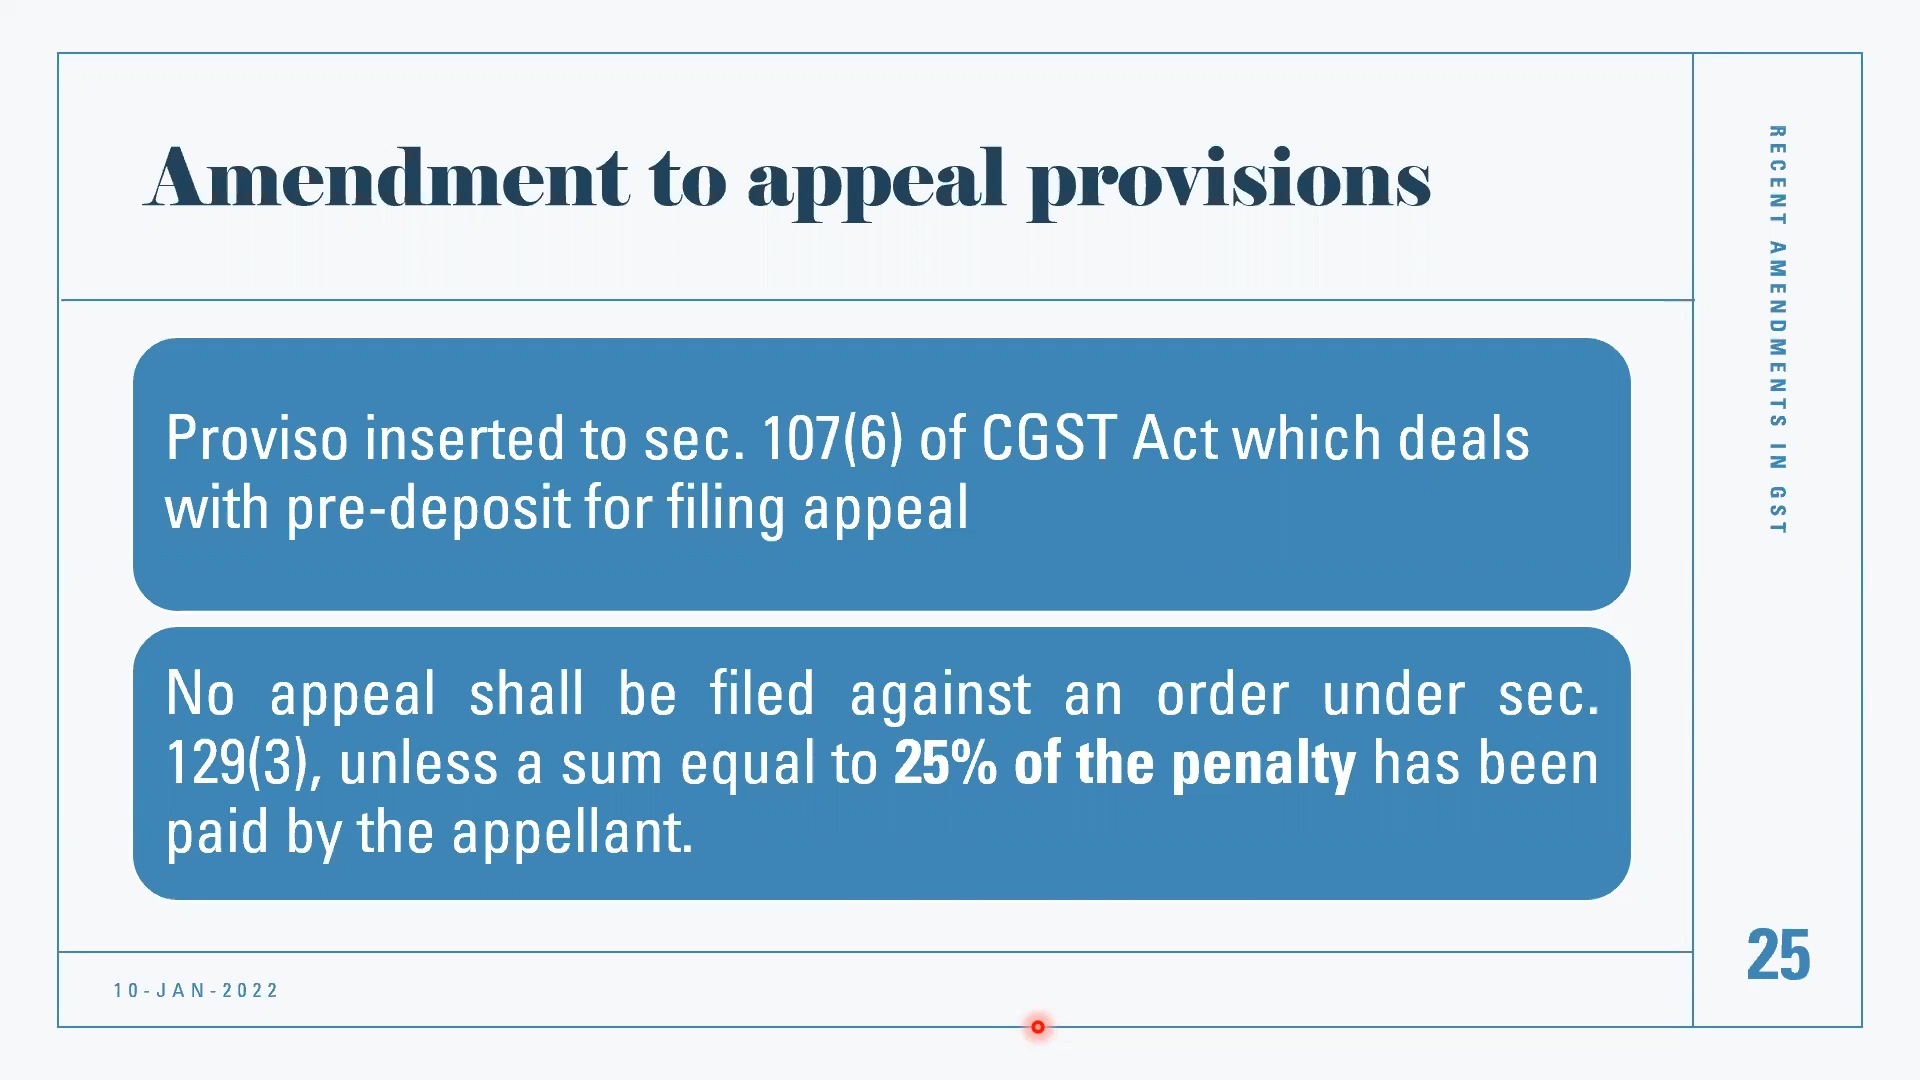 Amendment to appeal provisions
RECENT AMENDMENTS IN GST
Proviso inserted to sec. 107(6) of CGST Act which deals
with pre-deposit for filing appeal
No appeal shall be filed against an order under sec.
129(3), unless a sum equal to 25% of the penalty has been
paid by the appellant.
25
10-JAN-2022